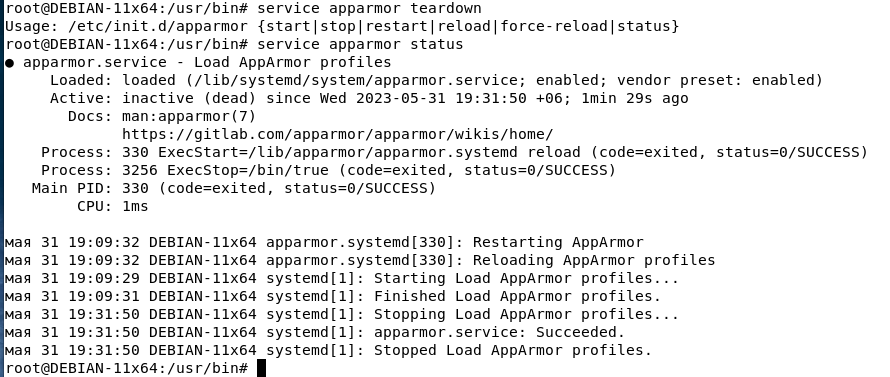 root@DEBIAN-11x64:/usr/bin# service apparmor teardown
Usage: /etc/init.d/apparmor {start|stop|restart|reload|force-reload|status}
root@DEBIAN-11x64:/usr/bin# service apparmor status
● apparmor.service - Load AppArmor profiles
     Loaded: loaded (/lib/systemd/system/apparmor.service; enabled; vendor preset: enabled)
     Active: inactive (dead) since Wed 2023-05-31 19:31:50 +06; 1min 29s ago
       Docs: man:apparmor(7)
             https://gitlab.com/apparmor/apparmor/wikis/home/
    Process: 330 ExecStart=/lib/apparmor/apparmor.systemd reload (code=exited, status=0/SUCCESS)
    Process: 3256 ExecStop=/bin/true (code=exited, status=0/SUCCESS)
   Main PID: 330 (code=exited, status=0/SUCCESS)
        CPU: 1ms

мая 31 19:09:32 DEBIAN-11x64 apparmor.systemd[330]: Restarting AppArmor
мая 31 19:09:32 DEBIAN-11x64 apparmor.systemd[330]: Reloading AppArmor profiles
мая 31 19:09:29 DEBIAN-11x64 systemd[1]: Starting Load AppArmor profiles...
мая 31 19:09:31 DEBIAN-11x64 systemd[1]: Finished Load AppArmor profiles.
мая 31 19:31:50 DEBIAN-11x64 systemd[1]: Stopping Load AppArmor profiles...
мая 31 19:31:50 DEBIAN-11x64 systemd[1]: apparmor.service: Succeeded.
мая 31 19:31:50 DEBIAN-11x64 systemd[1]: Stopped Load AppArmor profiles.
root@DEBIAN-11x64:/usr/bin#